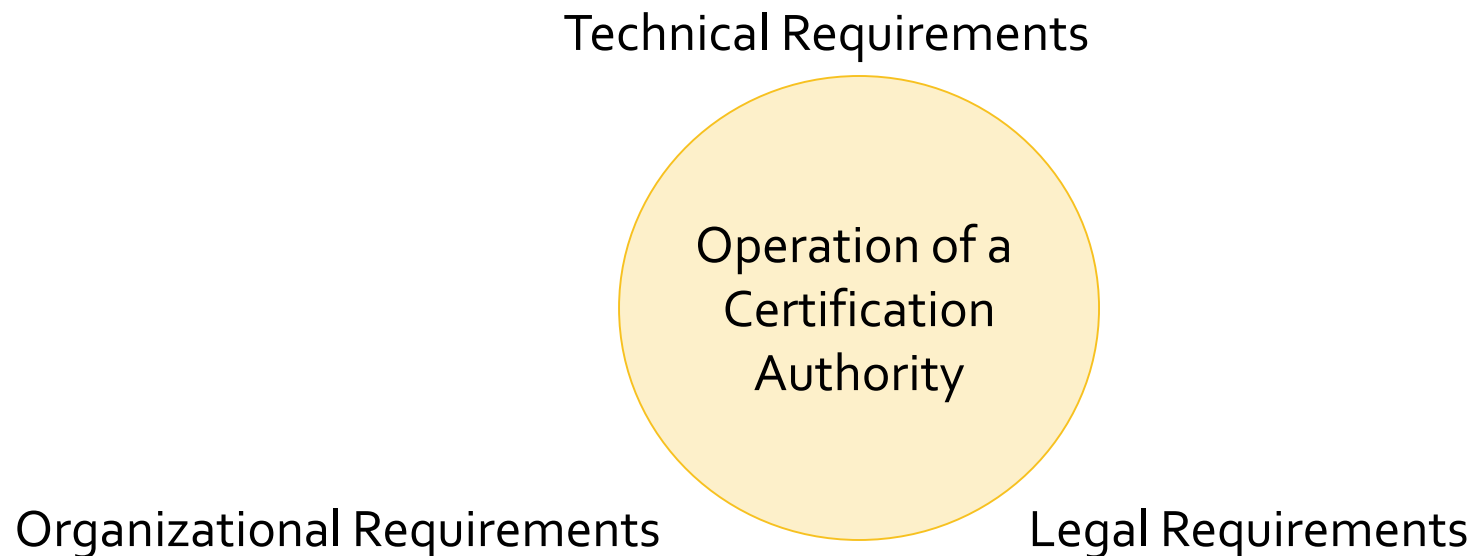 Technical Requirements
Operation of a
Certification
Authority
Organizational Requirements
Legal Requirements